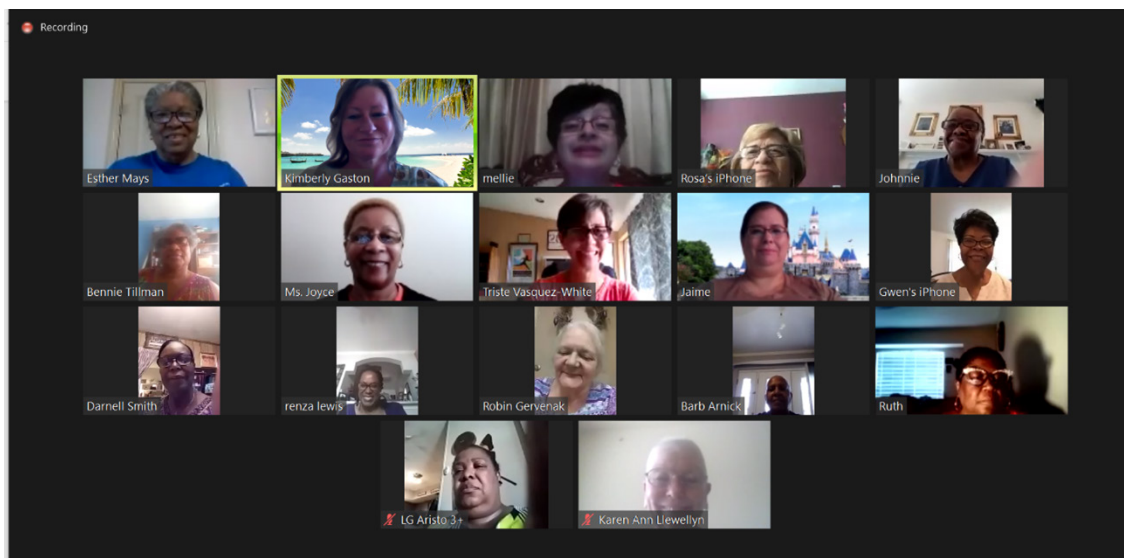 Recording
Esther Mays
Kimberly Gaston
mellie
Rosa's iPhone
Johnnie
Bennie Tillman
Ms. Joyce
Triste Vasquez-White
Jaime
Gwen's iPhone
Darnell Smith
renza lewis
Robin Gervenak
Barb Arnick
Ruth
LG Aristo 3+
Karen Ann Llewellyn